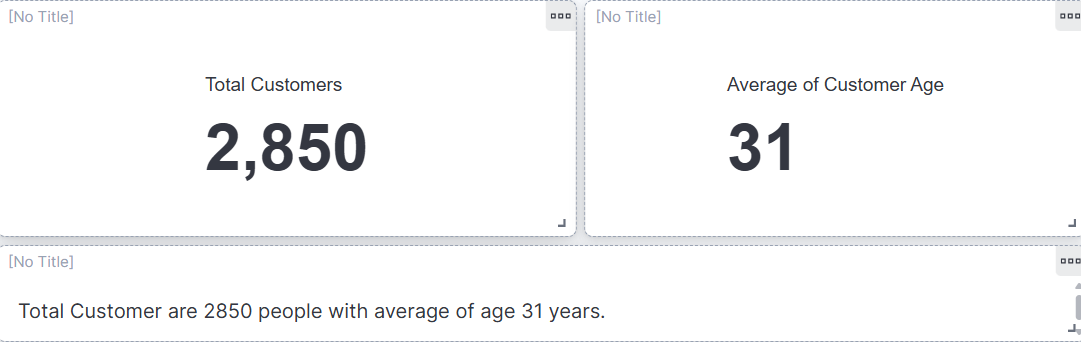 [No Title]
[No Title]
Total Customers
2,850
Average of Customer Age
31
[No Title]
Total Customer are 2850 people with average of age 31 years.